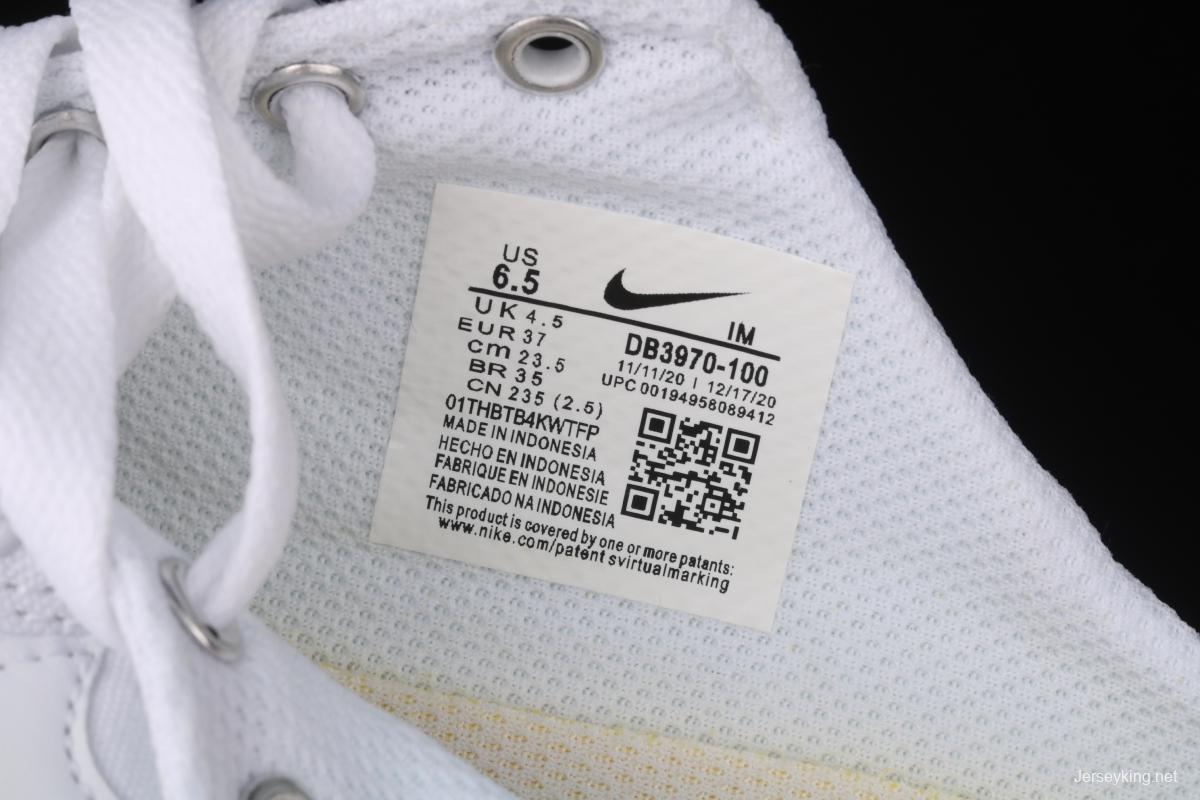 US
6.5
UK 4.5
EUR 37
cm 23.5
BR 35
CN 235 (2.5)
IM
DB3970-100
11/11/20 | 12/17/20
UPC 00194958089412
01THBTB4KWTFP
MADE IN INDONESIA
HECHO EN INDONESIA
FABRIQUE EN INDONESIE
FABRICADO NA INDONESIA
This product is covered by one or more patants:
www.nike.com/patent svirtualmarking
Jerseyking.net